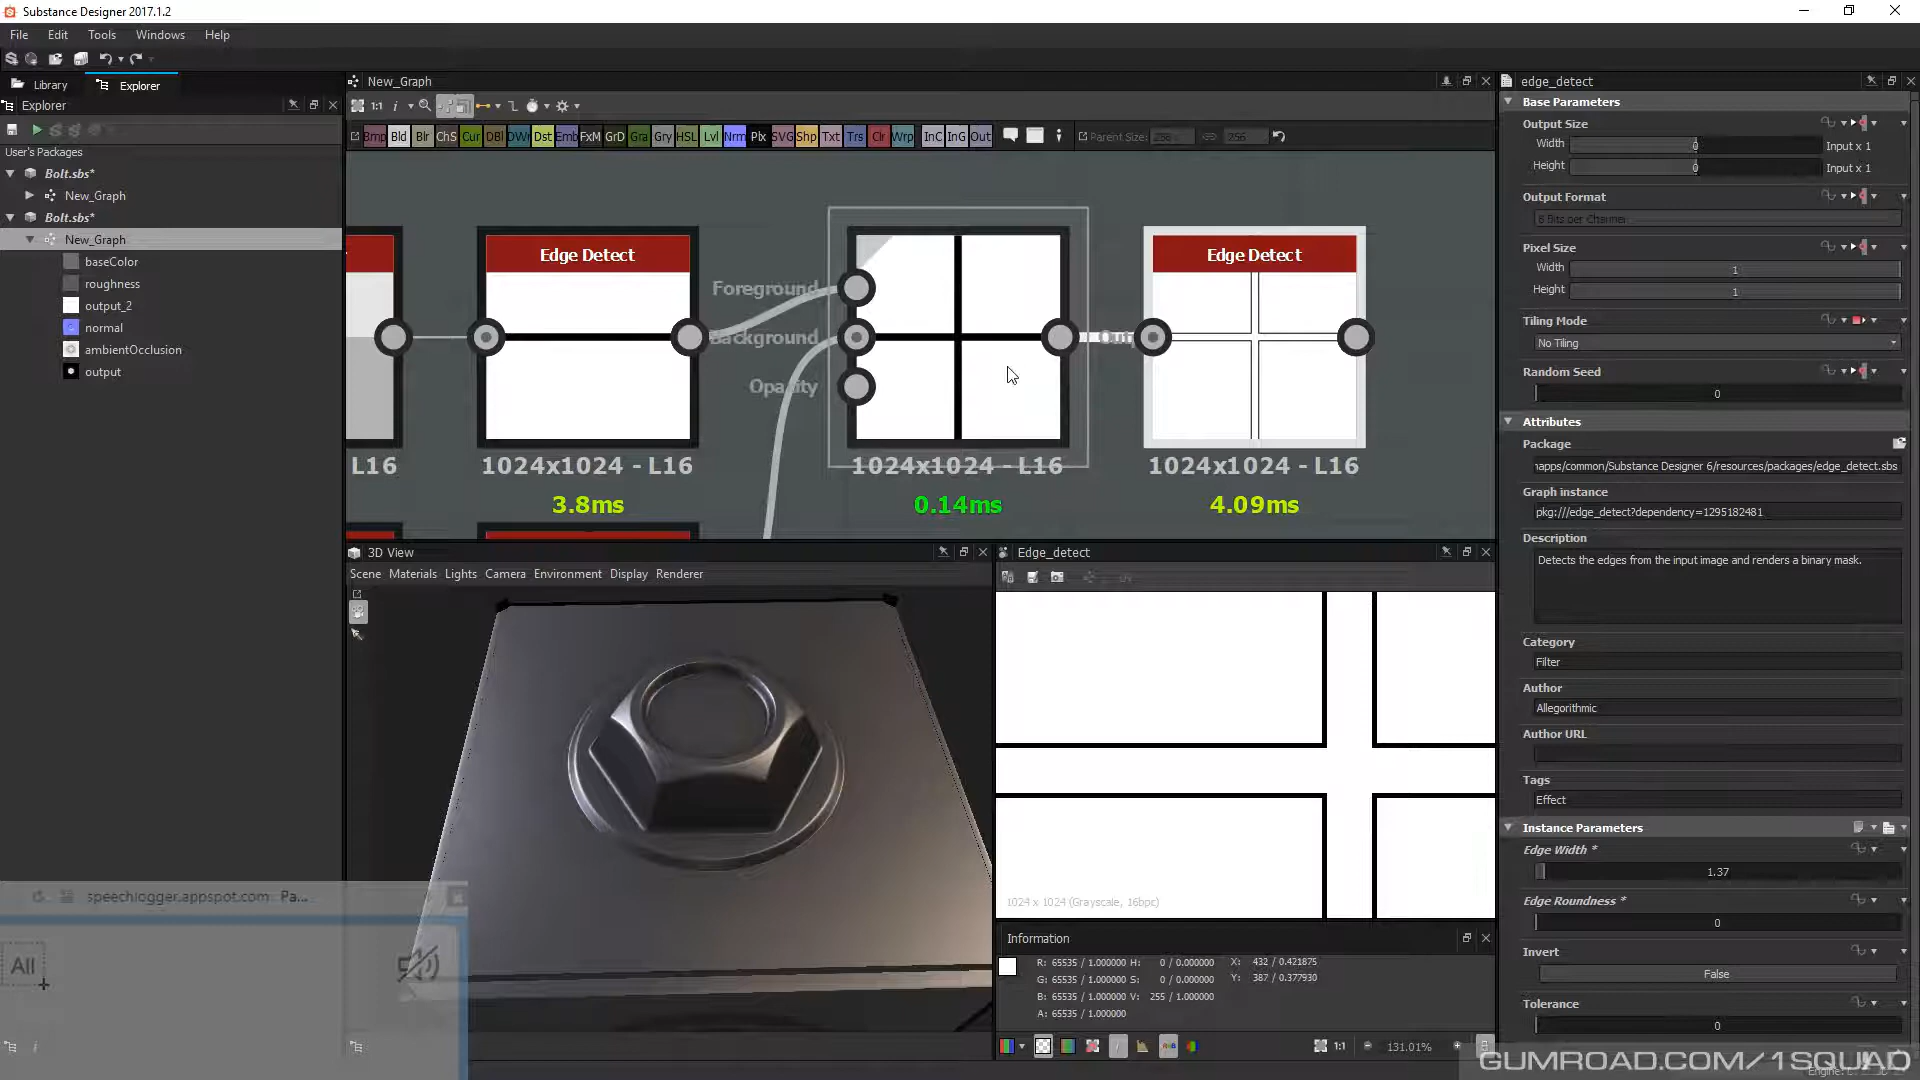 Substance Designer 2017.1.2
File Edit Tools Windows Help
Library Explorer
Explorer
User's Packages
Bolt.sbs*
New_Graph
Bolt.sbs*
New_Graph
baseColor
roughness
output_2
normal
ambientOcclusion
output
New_Graph
1:1
Bmp Bld Blr ChS Cur DBl DWr Dst Emb FxM GrD Gra Gry HSL Lvl Nrm Plx SVG Shp Txt Trs Clr Wrp InC InG Out Parent Size: 256 256
Edge Detect
Foreground
Background
Opacity
Edge Detect
L16
1024x1024 - L16
1024x1024 - L16
1024x1024 - L16
3.8ms
0.14ms
4.09ms
3D View
Scene Materials Lights Camera Environment Display Renderer
Edge_detect
1024 x 1024 (Grayscale, 16bpc)
Information
R: 65535 / 1.000000 H: 0 / 0.000000 X: 432 / 0.421875
G: 65535 / 1.000000 S: 0 / 0.000000 Y: 387 / 0.377930
B: 65535 / 1.000000 V: 255 / 1.000000
A: 65535 / 1.000000
1:1 131.01%
edge_detect
Base Parameters
Output Size
Width 0 Input x 1
Height 0 Input x 1
Output Format
8 Bits per Channel
Pixel Size
Width 1
Height 1
Tiling Mode
No Tiling
Random Seed
0
Attributes
Package
apps/common/Substance Designer 6/resources/packages/edge_detect.sbs
Graph instance
pkg:///edge_detect?dependency=1295182481
Description
Detects the edges from the input image and renders a binary mask.
Category
Filter
Author
Allegorithmic
Author URL
Tags
Effect
Instance Parameters
Edge Width *
1.37
Edge Roundness *
0
Invert
False
Tolerance
0
speechlogger.appspot.com Pa...
All
GUMROAD.COM/1SQUAD